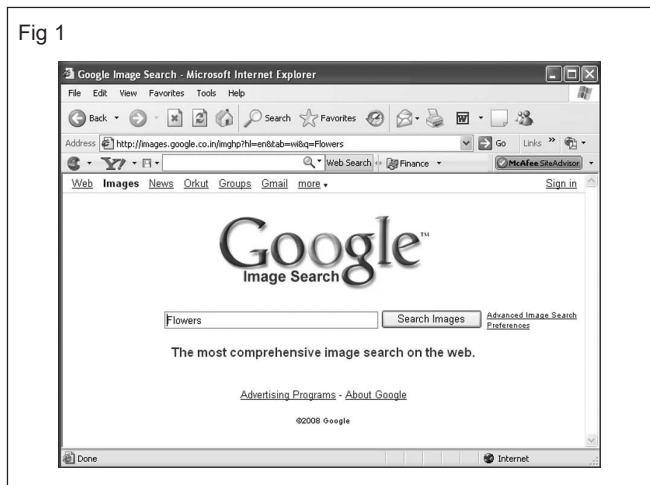 Fig 1
Google Image Search - Microsoft Internet Explorer
File Edit View Favorites Tools Help
Back Search Favorites
Address http://images.google.co.in/imghp?hl=en&tab=wi&q=Flowers Go Links »
Y7 Web Search Finance McAfee SiteAdvisor
Web Images News Orkut Groups Gmail more Sign in
Google™
Image Search
Flowers Search Images Advanced Image Search
Preferences
The most comprehensive image search on the web.
Advertising Programs - About Google
©2008 Google
Done Internet